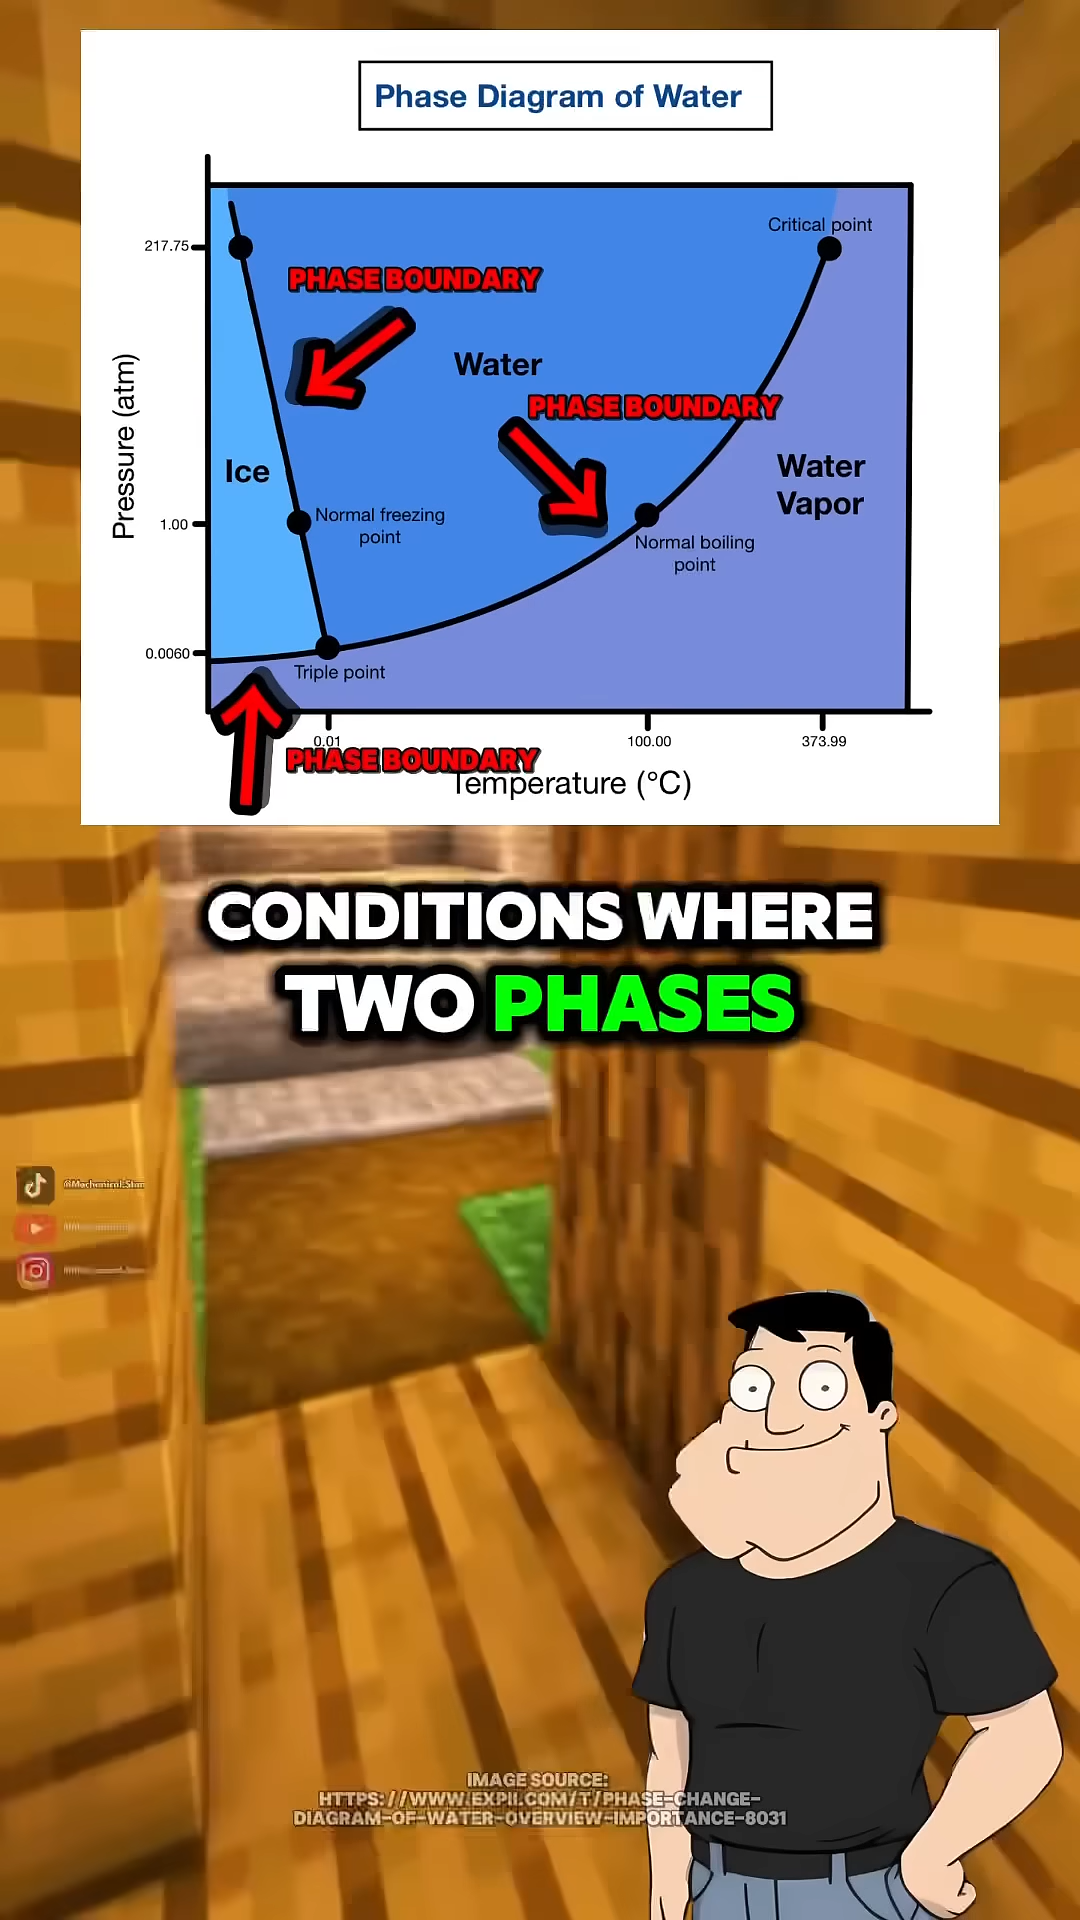 Phase Diagram of Water
217.75
Critical point
PHASE BOUNDARY
Water
PHASE BOUNDARY
Pressure (atm)
Ice
Water
Vapor
1.00
Normal freezing
point
Normal boiling
point
0.0060
Triple point
0.01
100.00
373.99
PHASE BOUNDARY
Temperature (°C)
CONDITIONS WHERE
TWO PHASES
IMAGE SOURCE:
HTTPS://WWW.EXPII.COM/T/PHASE-CHANGE-
DIAGRAM-OF-WATER-OVERVIEW-IMPORTANCE-8031